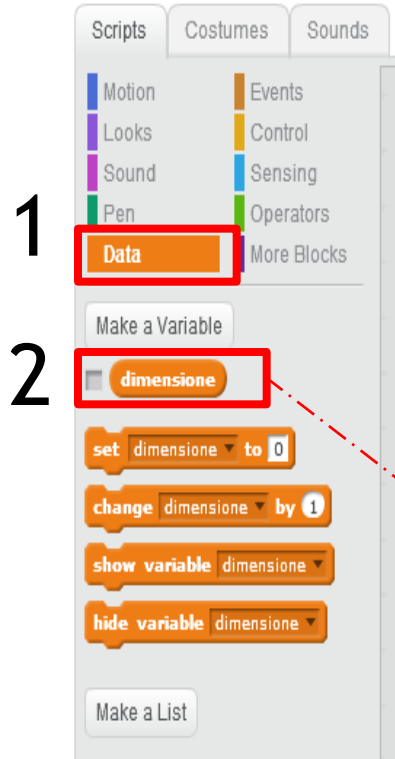 Scripts Costumes Sounds
Motion Events
Looks Control
Sound Sensing
Pen Operators
1
Data More Blocks
Make a Variable
2
dimensione
set dimensione to 0
change dimensione by 1
show variable dimensione
hide variable dimensione
Make a List